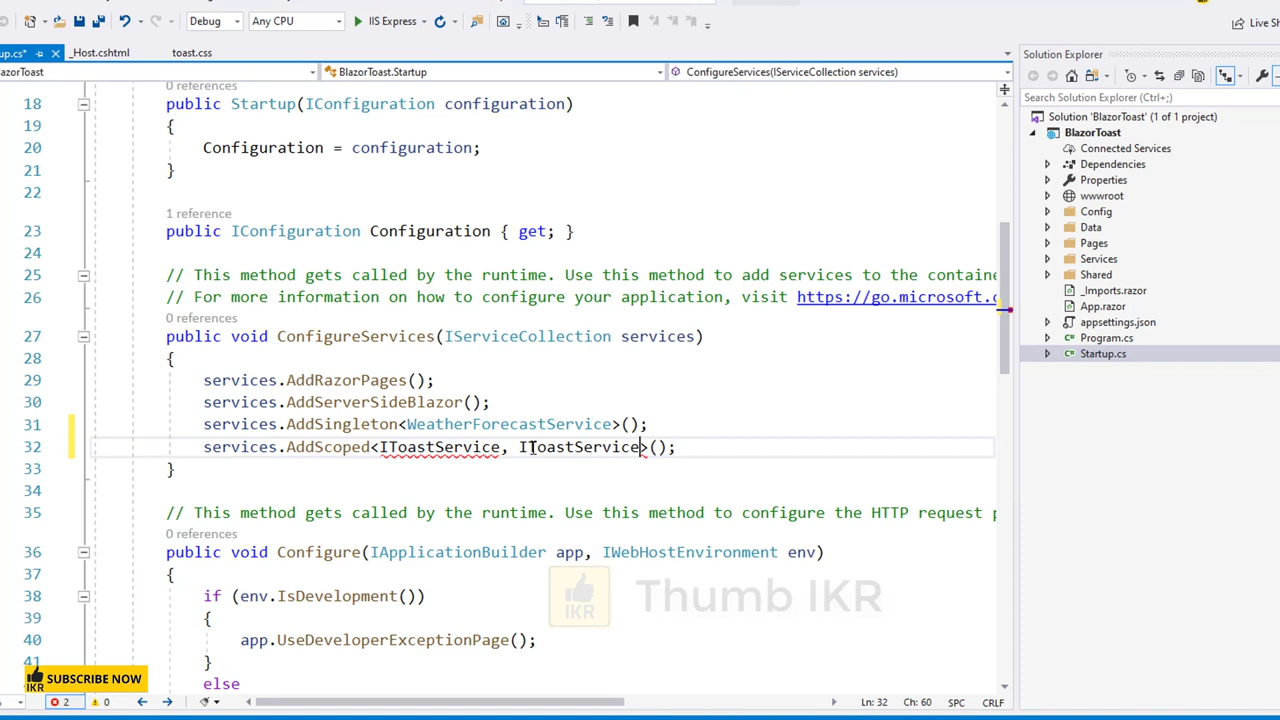 Debug Any CPU IIS Express Live Sh
up.cs* _Host.cshtml toast.css
azorToast BlazorToast.Startup ConfigureServices(IServiceCollection services)
0 references
18 public Startup(IConfiguration configuration)
19 {
20 Configuration = configuration;
21 }
22
1 reference
23 public IConfiguration Configuration { get; }
24
25 // This method gets called by the runtime. Use this method to add services to the containe
26 // For more information on how to configure your application, visit https://go.microsoft.c
0 references
27 public void ConfigureServices(IServiceCollection services)
28 {
29 services.AddRazorPages();
30 services.AddServerSideBlazor();
31 services.AddSingleton<WeatherForecastService>();
32 services.AddScoped<IToastService, IToastService>();
33 }
34
35 // This method gets called by the runtime. Use this method to configure the HTTP request p
0 references
36 public void Configure(IApplicationBuilder app, IWebHostEnvironment env)
37 {
38 if (env.IsDevelopment())
39 {
40 app.UseDeveloperExceptionPage();
41 }
else
IKR
Thumb IKR
IKR
SUBSCRIBE NOW
2 0 Ln: 32 Ch: 60 SPC CRLF
Solution Explorer
Search Solution Explorer (Ctrl+;)
Solution 'BlazorToast' (1 of 1 project)
BlazorToast
Connected Services
Dependencies
Properties
wwwroot
Config
Data
Pages
Services
Shared
_Imports.razor
App.razor
appsettings.json
Program.cs
Startup.cs